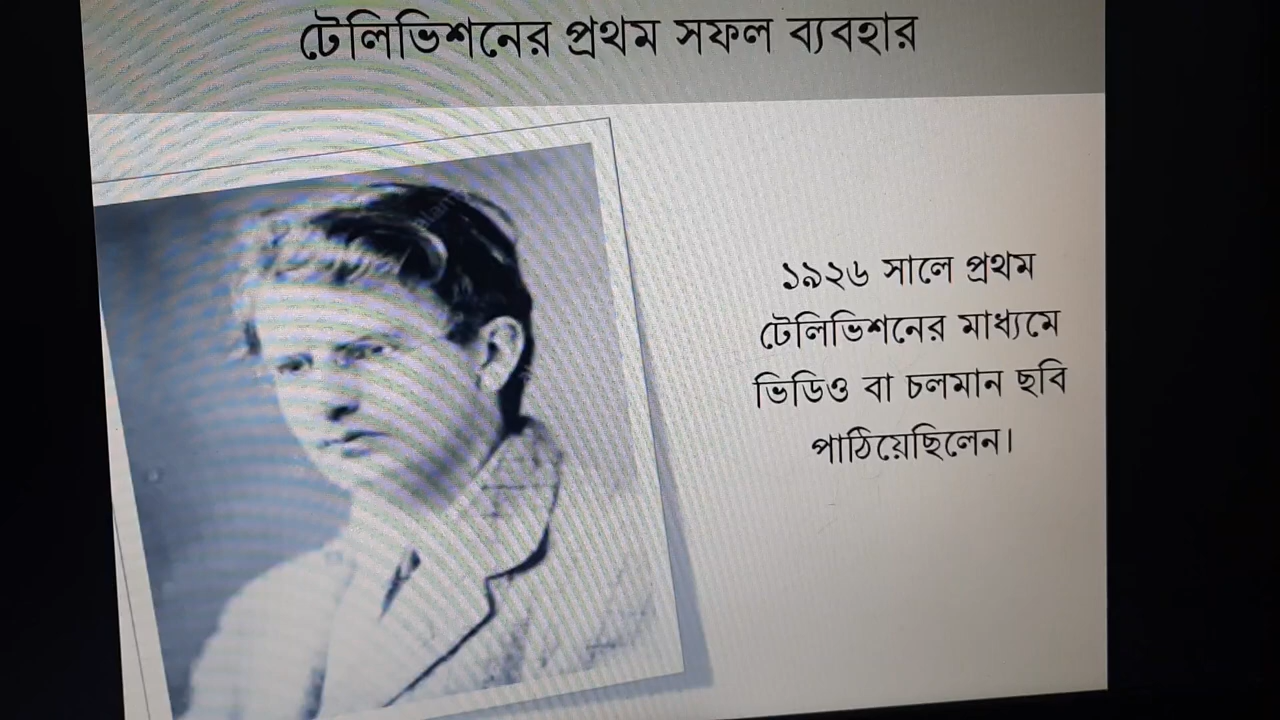 টেলিভিশনের প্রথম সফল ব্যবহার
১৯২৬ সালে প্রথম
টেলিভিশনের মাধ্যমে
ভিডিও বা চলমান ছবি
পাঠিয়েছিলেন।